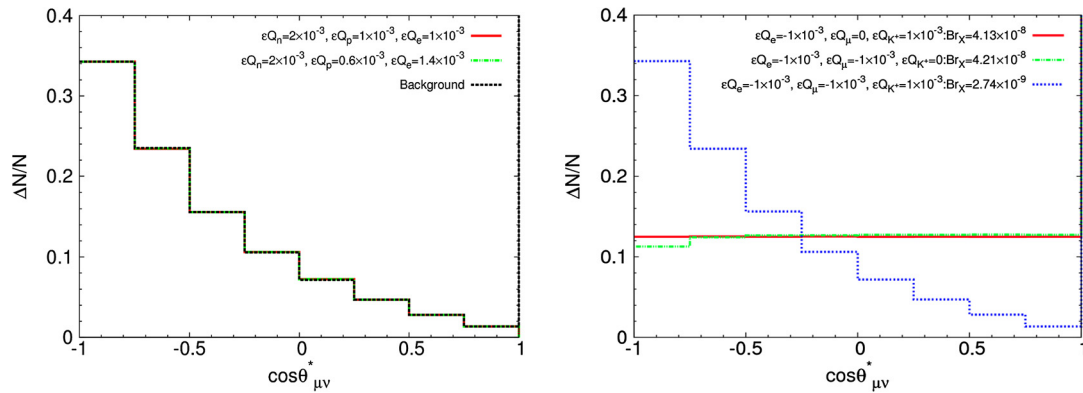 0.4
0.3
0.2
0.1
0
ΔN/N
εQₙ=2×10⁻³, εQₚ=1×10⁻³, εQₑ=1×10⁻³
εQₙ=2×10⁻³, εQₚ=0.6×10⁻³, εQₑ=1.4×10⁻³
Background
-1 -0.5 0 0.5 1
cosθ*μν
0.4
0.3
0.2
0.1
0
ΔN/N
εQₑ=-1×10⁻³, εQμ=0, εQK⁺=1×10⁻³:BrX=4.13×10⁻⁸
εQₑ=-1×10⁻³, εQμ=-1×10⁻³, εQK⁺=0:BrX=4.21×10⁻⁸
εQₑ=-1×10⁻³, εQμ=-1×10⁻³, εQK⁺=1×10⁻³:BrX=2.74×10⁻⁹
-1 -0.5 0 0.5 1
cosθ*μν